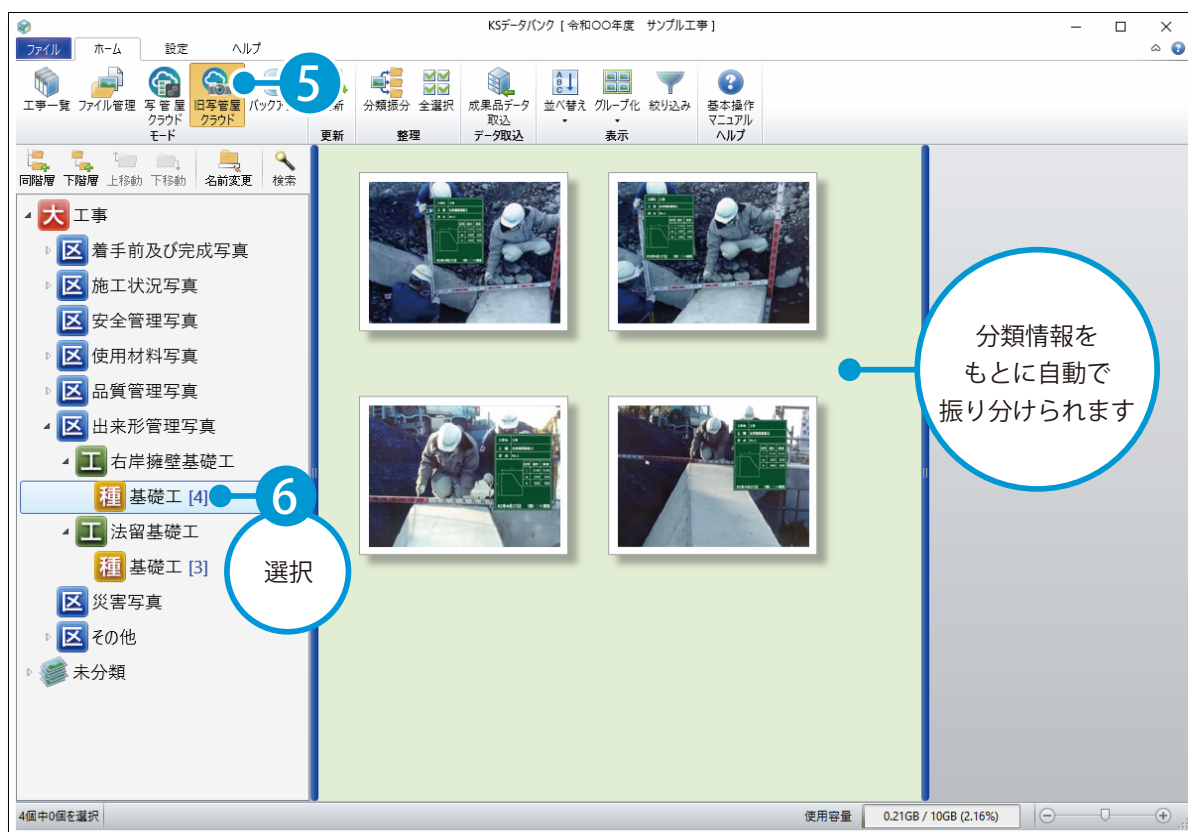 KSデータバンク [ 令和〇〇年度 サンプル工事 ]
ファイル ホーム 設定 ヘルプ
工事一覧 ファイル管理 写管屋クラウド 旧写管屋クラウド
モード
5
更新
分類振分 全選択
整理
成果品データ取込
データ取込
並べ替え グループ化 絞り込み
表示
基本操作マニュアル
ヘルプ
同階層 下階層 上移動 下移動 名前変更 検索
大 工事
区 着手前及び完成写真
区 施工状況写真
区 安全管理写真
区 使用材料写真
区 品質管理写真
区 出来形管理写真
工 右岸擁壁基礎工
種 基礎工 [4]
6
選択
工 法留基礎工
種 基礎工 [3]
区 災害写真
区 その他
未分類
分類情報を
もとに自動で
振り分けられます
4個中0個を選択
使用容量 0.21GB / 10GB (2.16%)